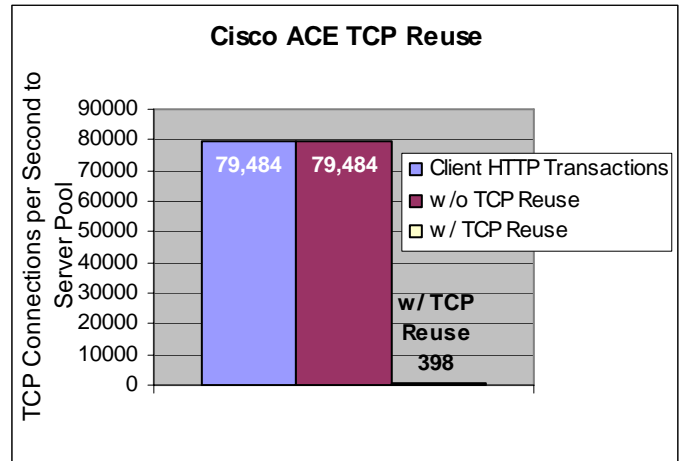 Cisco ACE TCP Reuse
TCP Connections per Second to
Server Pool
90000
80000
70000
60000
50000
40000
30000
20000
10000
0
79,484
79,484
w/ TCP
Reuse
398
Client HTTP Transactions
w/o TCP Reuse
w/ TCP Reuse